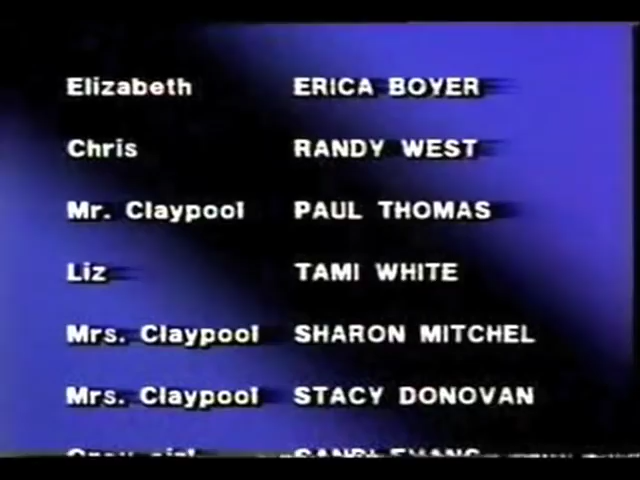 Elizabeth ERICA BOYER
Chris RANDY WEST
Mr. Claypool PAUL THOMAS
Liz TAMI WHITE
Mrs. Claypool SHARON MITCHEL
Mrs. Claypool STACY DONOVAN